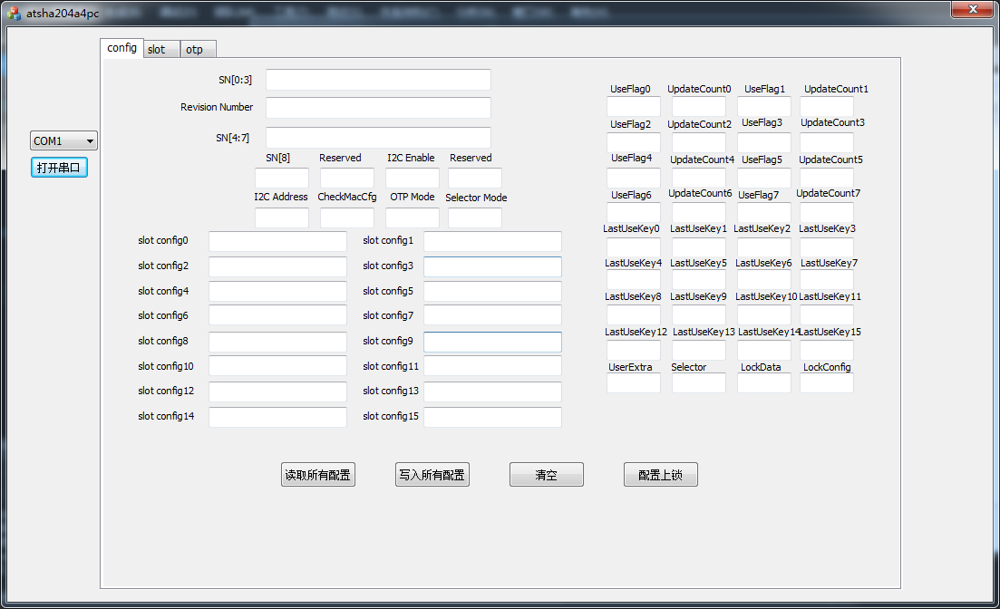 atsha204a4pc
config slot otp
COM1
打开串口
SN[0:3]
Revision Number
SN[4:7]
SN[8] Reserved I2C Enable Reserved
I2C Address CheckMacCfg OTP Mode Selector Mode
slot config0 slot config1
slot config2 slot config3
slot config4 slot config5
slot config6 slot config7
slot config8 slot config9
slot config10 slot config11
slot config12 slot config13
slot config14 slot config15
UseFlag0 UpdateCount0 UseFlag1 UpdateCount1
UseFlag2 UpdateCount2 UseFlag3 UpdateCount3
UseFlag4 UpdateCount4 UseFlag5 UpdateCount5
UseFlag6 UpdateCount6 UseFlag7 UpdateCount7
LastUseKey0 LastUseKey1 LastUseKey2 LastUseKey3
LastUseKey4 LastUseKey5 LastUseKey6 LastUseKey7
LastUseKey8 LastUseKey9 LastUseKey10 LastUseKey11
LastUseKey12 LastUseKey13 LastUseKey14 LastUseKey15
UserExtra Selector LockData LockConfig
读取所有配置 写入所有配置 清空 配置上锁